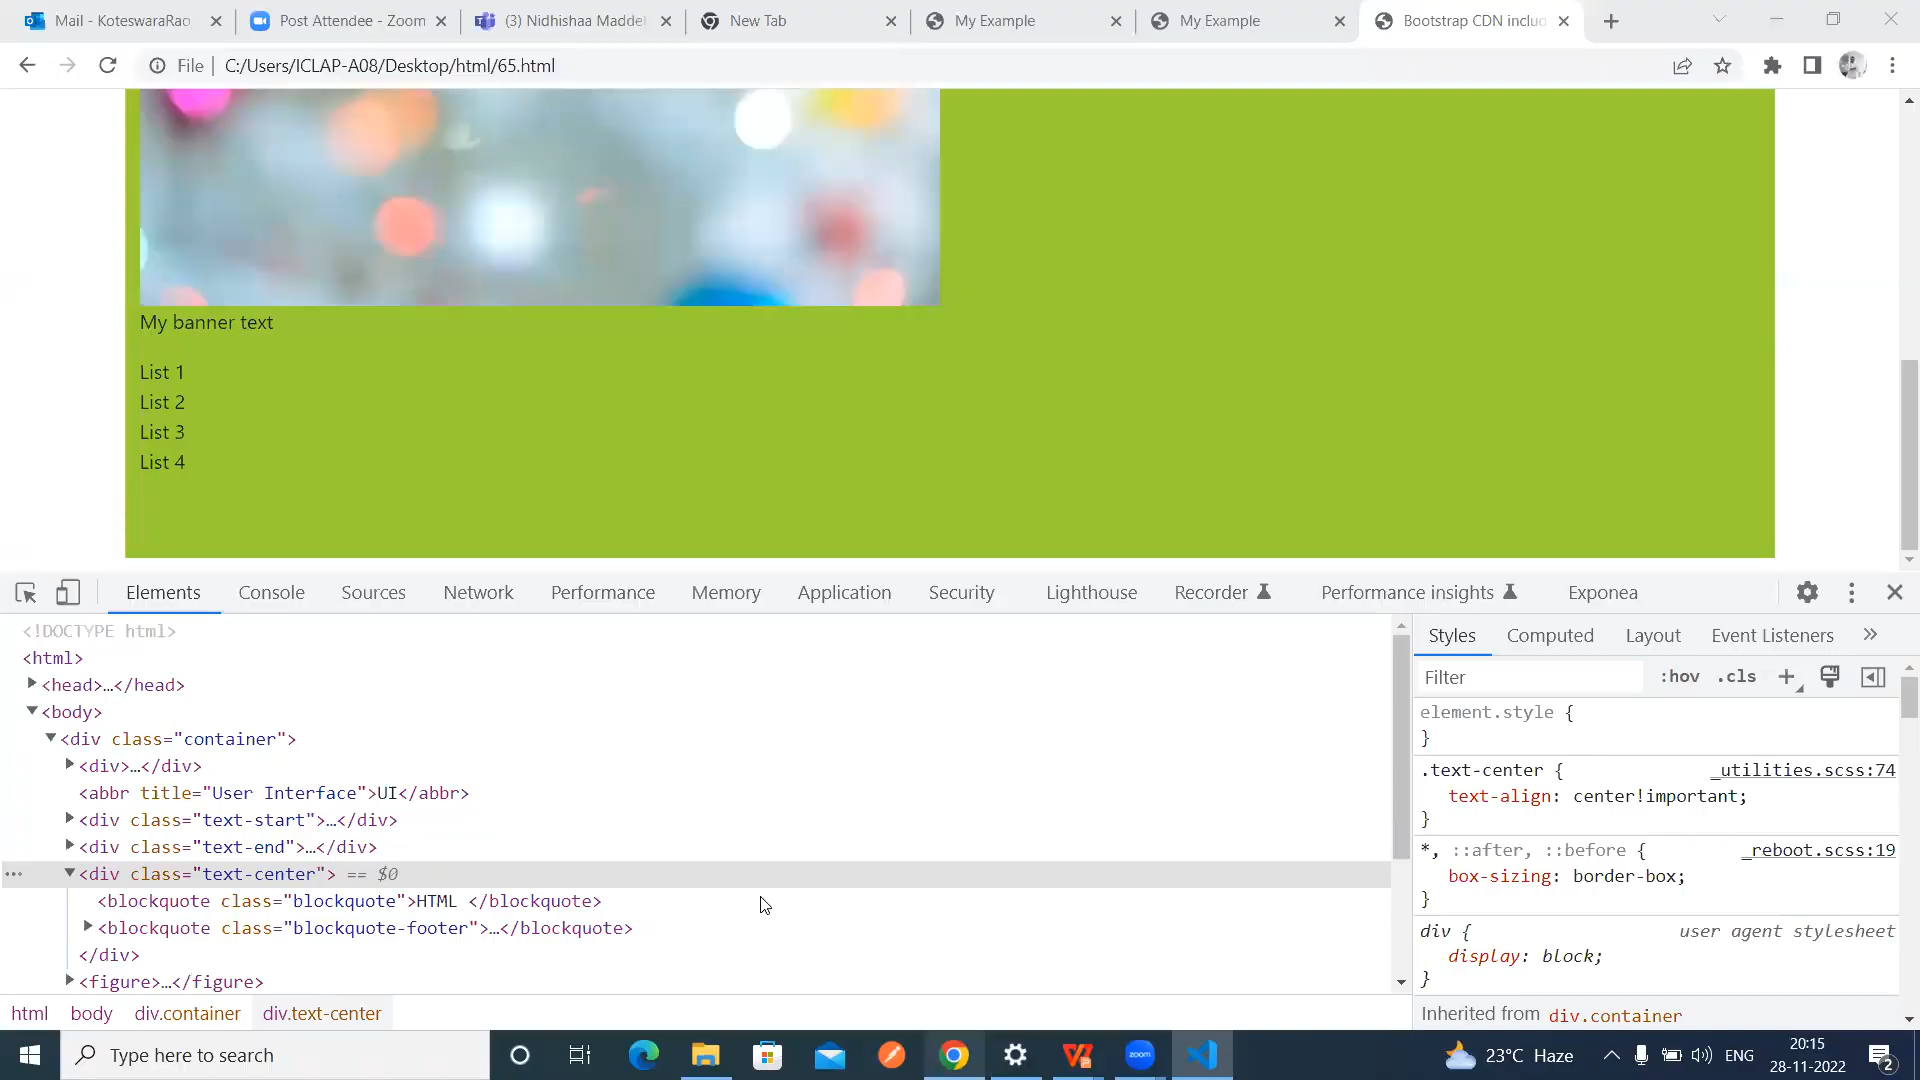 Mail - KoteswaraRao
Post Attendee - Zoom
(3) Nidhishaa Maddel
New Tab
My Example
My Example
Bootstrap CDN includ
File
C:/Users/ICLAP-A08/Desktop/html/65.html
My banner text
List 1
List 2
List 3
List 4
Elements
Console
Sources
Network
Performance
Memory
Application
Security
Lighthouse
Recorder
Performance insights
Exponea
<!DOCTYPE html>
<html>
<head>…</head>
<body>
<div class="container">
<div>…</div>
<abbr title="User Interface">UI</abbr>
<div class="text-start">…</div>
<div class="text-end">…</div>
<div class="text-center"> == $0
<blockquote class="blockquote">HTML </blockquote>
<blockquote class="blockquote-footer">…</blockquote>
</div>
<figure>…</figure>
html body div.container div.text-center
Styles
Computed
Layout
Event Listeners
Filter
:hov .cls
element.style {
}
.text-center { _utilities.scss:74
text-align: center!important;
}
*, ::after, ::before { _reboot.scss:19
box-sizing: border-box;
}
div { user agent stylesheet
display: block;
}
Inherited from div.container
Type here to search
zoom
23°C Haze
ENG
20:15
28-11-2022
2